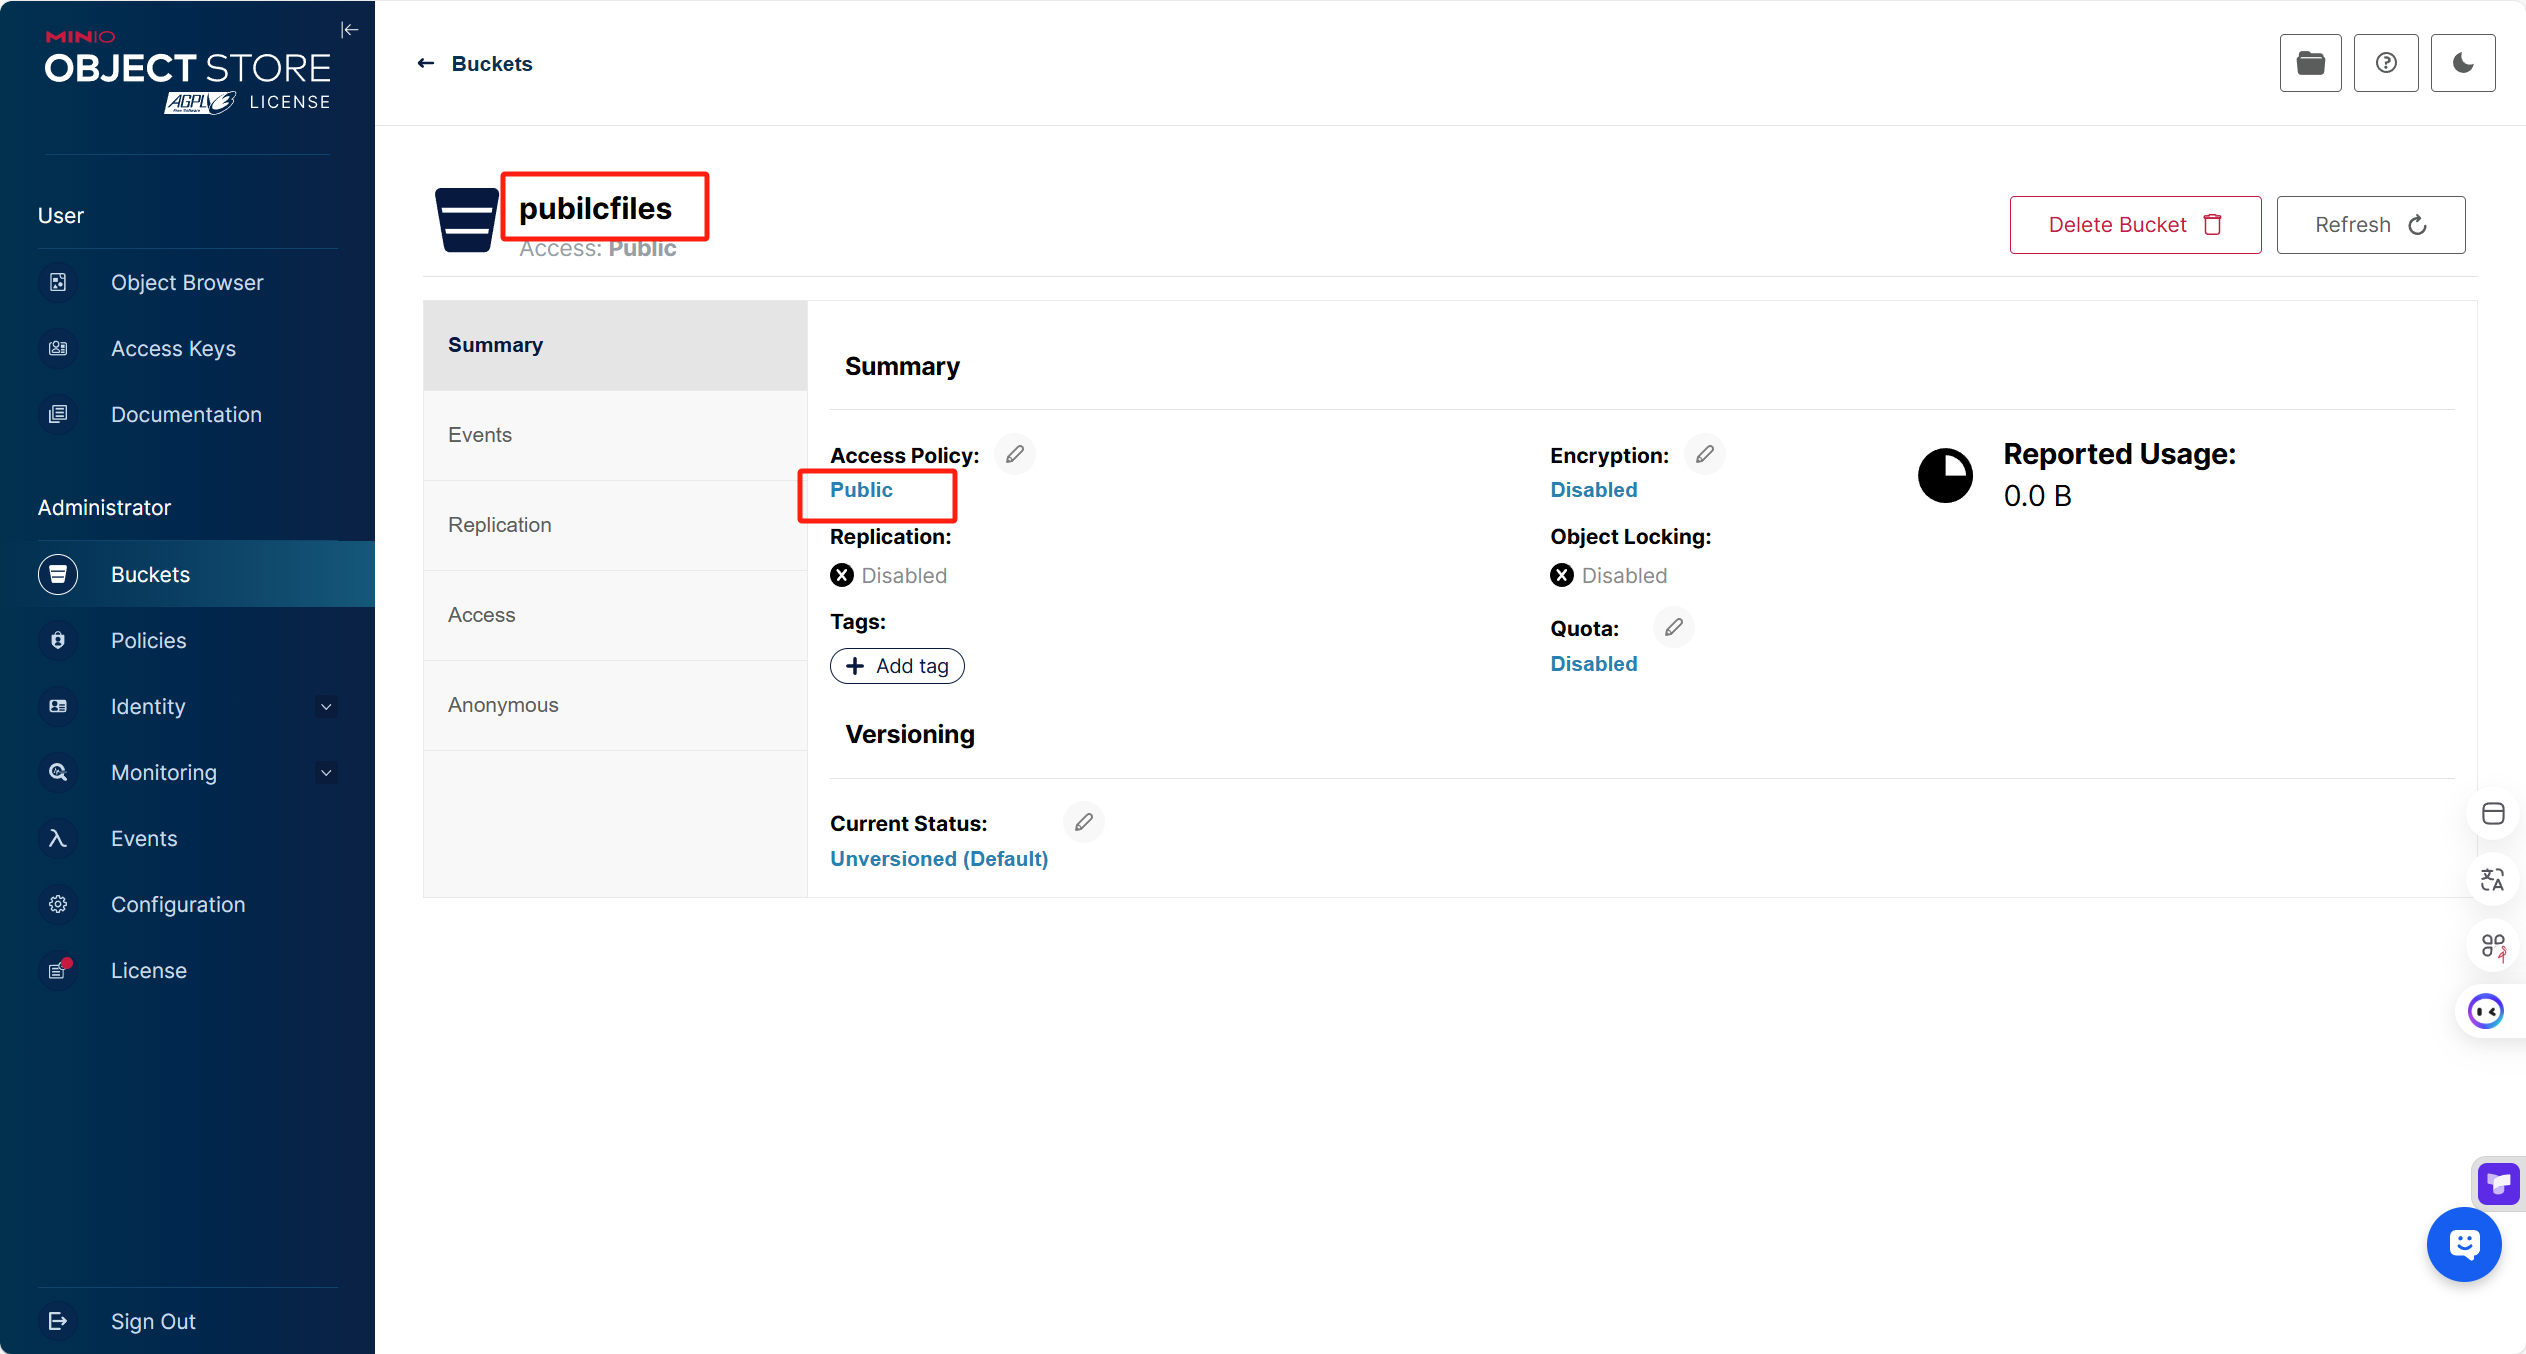 MINIO
OBJECT STORE
AGPL v3 LICENSE
Buckets
User
Object Browser
Access Keys
Documentation
Administrator
Buckets
Policies
Identity
Monitoring
Events
Configuration
License
Sign Out
pubilcfiles
Access: Public
Delete Bucket
Refresh
Summary
Events
Replication
Access
Anonymous
Summary
Access Policy:
Public
Replication:
Disabled
Tags:
Add tag
Encryption:
Disabled
Object Locking:
Disabled
Quota:
Disabled
Reported Usage:
0.0 B
Versioning
Current Status:
Unversioned (Default)